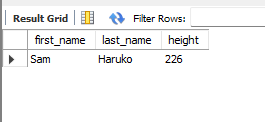 Result Grid Filter Rows:
first_name last_name height
Sam Haruko 226